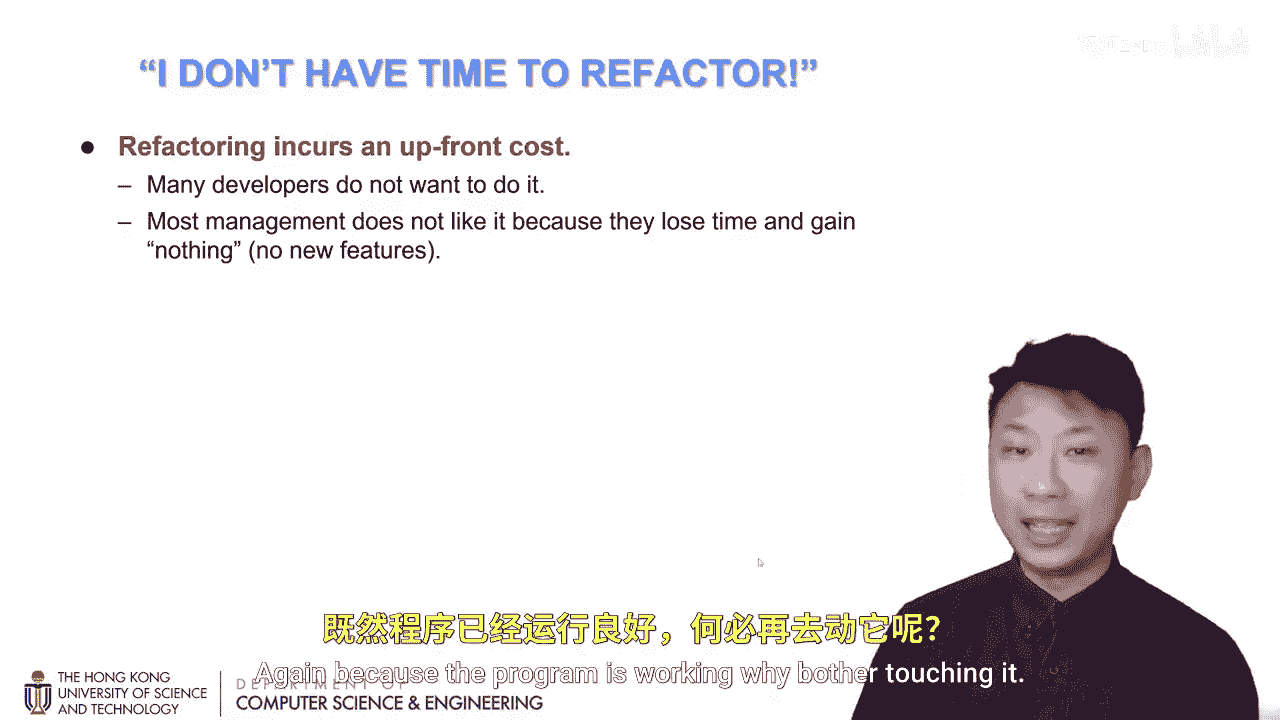 “I DON’T HAVE TIME TO REFACTOR!”
● Refactoring incurs an up-front cost.
– Many developers do not want to do it.
– Most management does not like it because they lose time and gain
“nothing” (no new features).
既然程序已经运行良好，何必再去动它呢？
Again because the program is working why bother touching it.
THE HONG KONG
UNIVERSITY OF SCIENCE
AND TECHNOLOGY
DEPARTMENT OF
COMPUTER SCIENCE & ENGINEERING